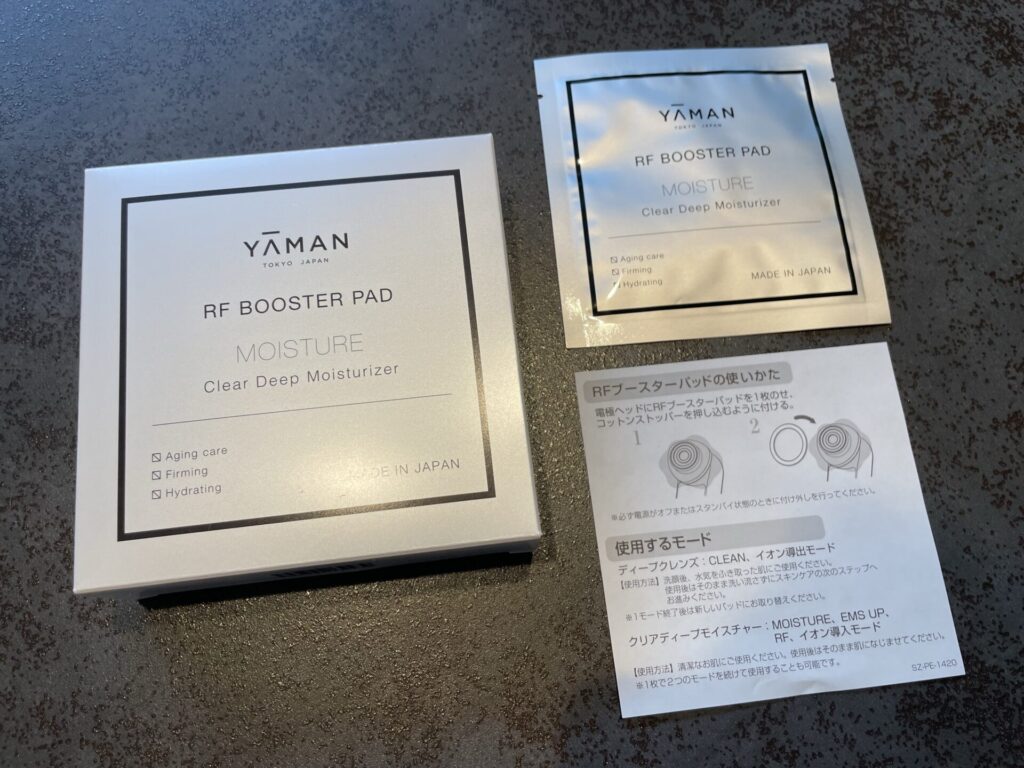 YĀMAN
TOKYO JAPAN
RF BOOSTER PAD
MOISTURE
Clear Deep Moisturizer
Aging care
Firming
Hydrating
MADE IN JAPAN
YĀMAN
TOKYO JAPAN
RF BOOSTER PAD
MOISTURE
Clear Deep Moisturizer
Aging care
Firming
Hydrating
MADE IN JAPAN
RFブースターパッドの使いかた
電極ヘッドにRFブースターパッドを1枚のせ、
コットンストッパーを押し込むように付ける。
1 2
※必ず電源がオフまたはスタンバイ状態のときに付け外しを行ってください。
使用するモード
ディープクレンズ：CLEAN、イオン導出モード
【使用方法】洗顔後、水気をふき取った肌にご使用ください。
使用後はそのまま洗い流さずにスキンケアの次のステップへ
お進みください。
※1モード終了後は新しいパッドにお取り替えください。
クリアディープモイスチャー：MOISTURE、EMS UP、
RF、イオン導入モード
【使用方法】清潔なお肌にご使用ください。使用後はそのまま肌になじませてください。
※1枚で2つのモードを続けて使用することも可能です。
SZ-PE-1420